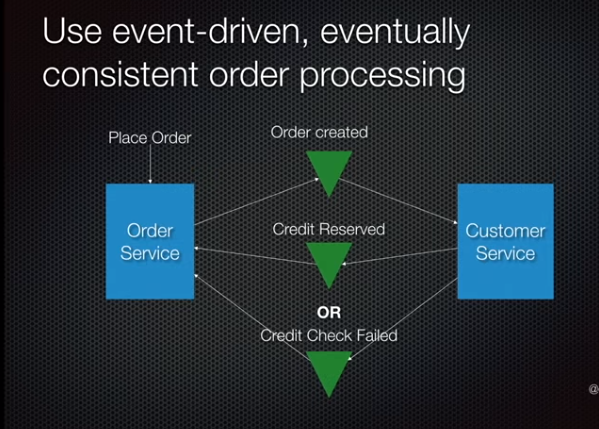 Use event-driven, eventually
consistent order processing
Place Order
Order created
Order
Service
Credit Reserved
Customer
Service
OR
Credit Check Failed
@